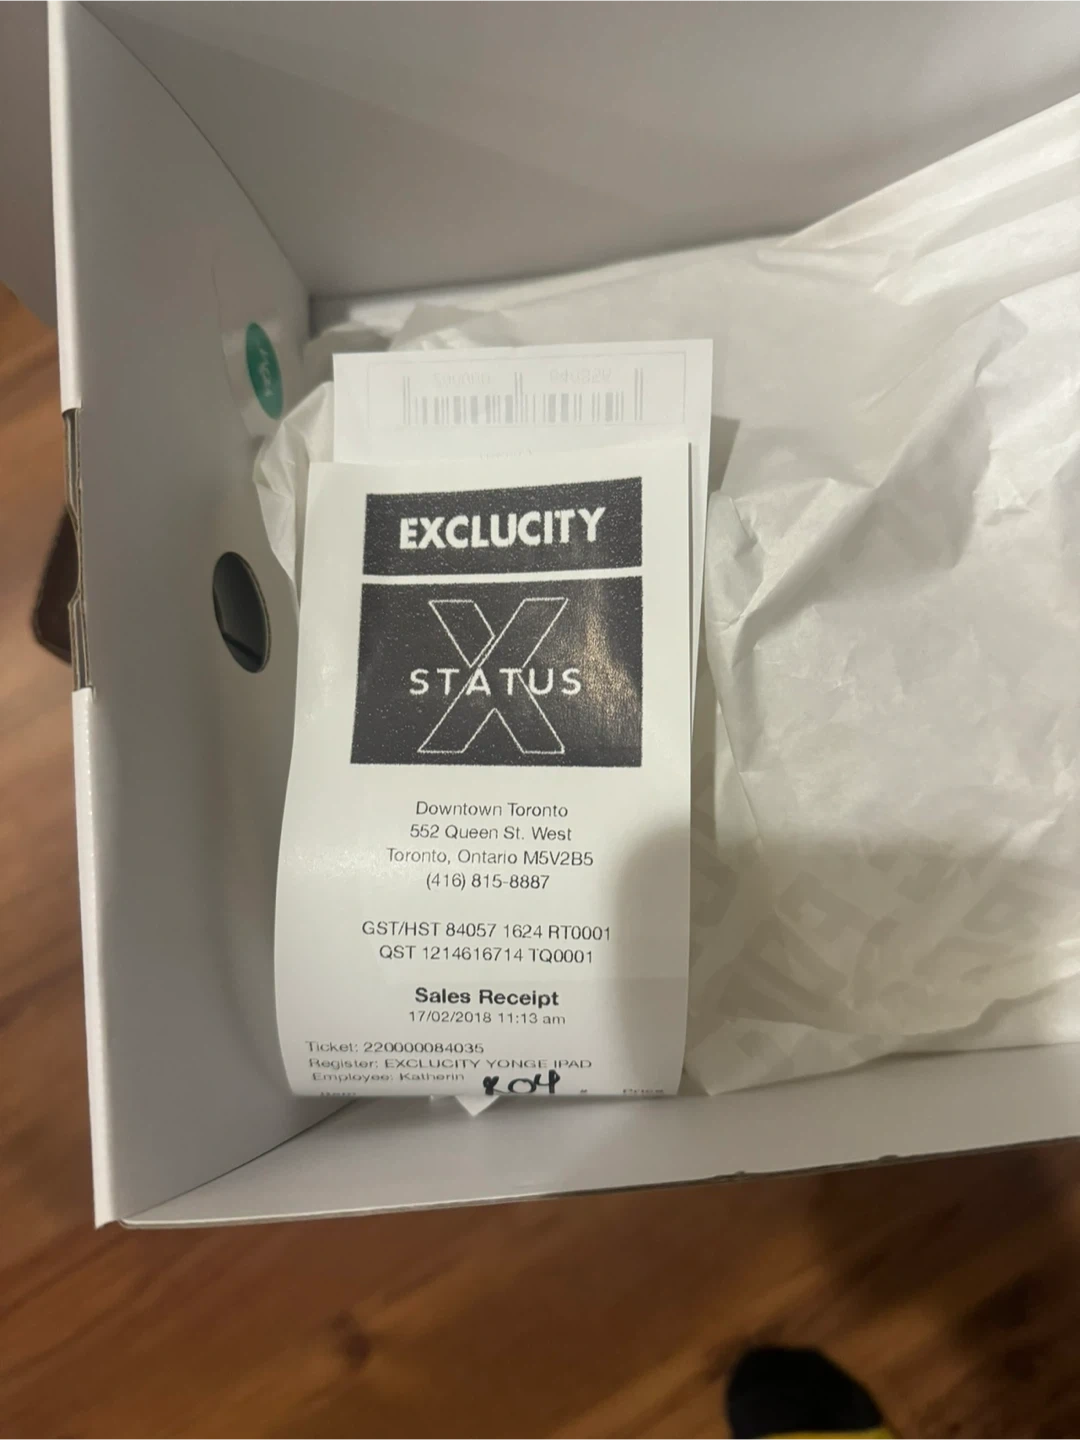 EXCLUCITY
X
STATUS
Downtown Toronto
552 Queen St. West
Toronto, Ontario M5V2B5
(416) 815-8887
GST/HST 84057 1624 RT0001
QST 1214616714 TQ0001
Sales Receipt
17/02/2018 11:13 am
Ticket: 220000084035
Register: EXCLUCITY YONGE IPAD
Employee: Katherin
Price